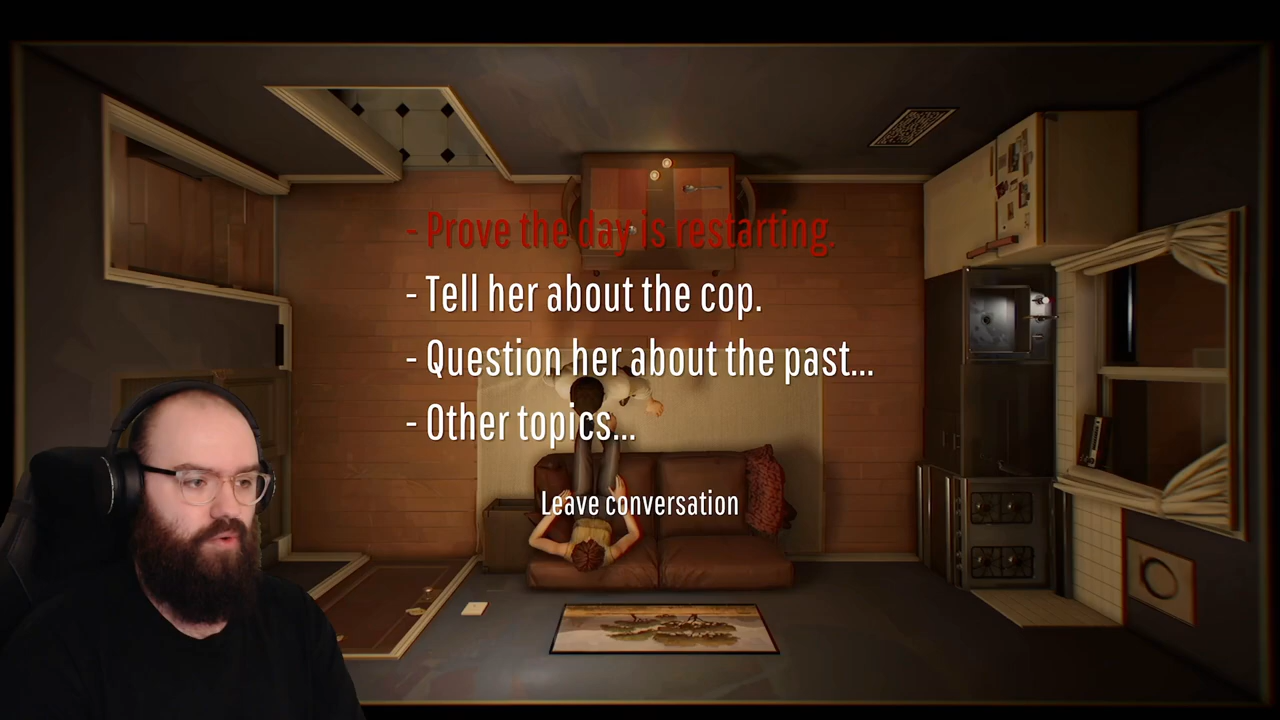 - Prove the day is restarting.
- Tell her about the cop.
- Question her about the past...
- Other topics...
Leave conversation